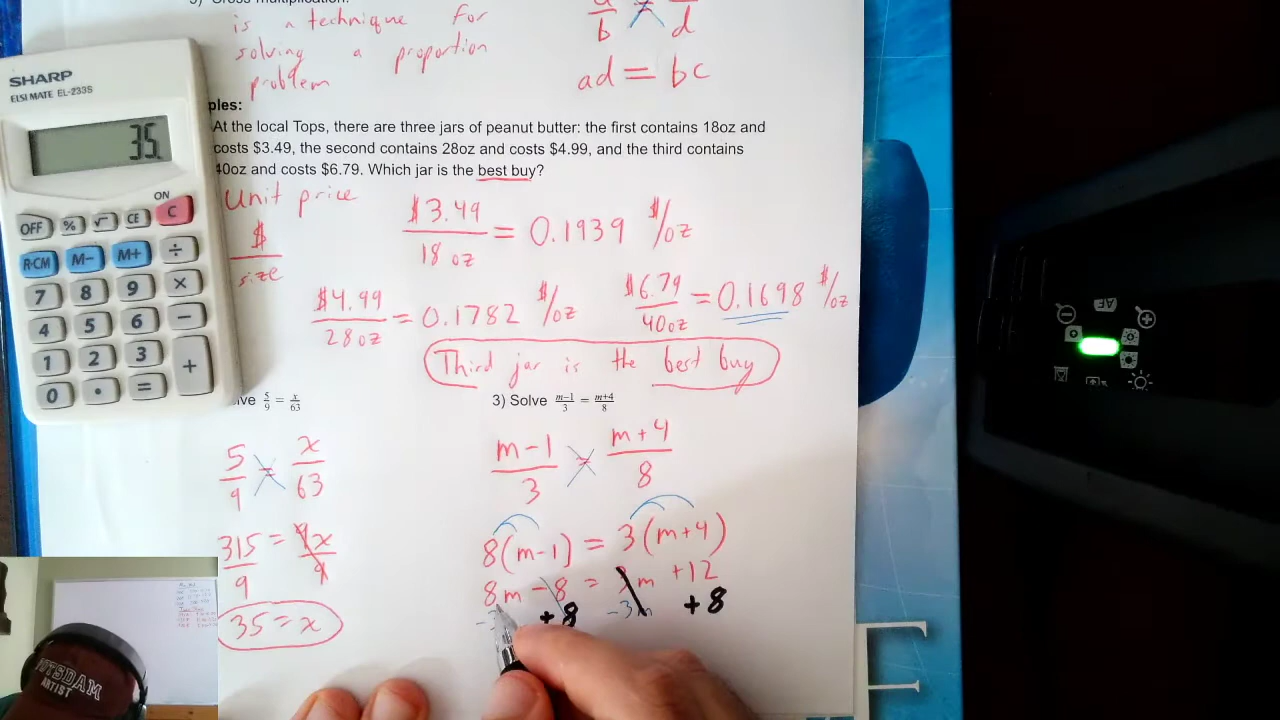 is a technique for
solving a proportion
problem
a/b = /d
ad = bc
SHARP
ELSI MATE EL-233S
35.
ON
OFF % √ CE C
R·CM M− M+ ÷
7 8 9 ×
4 5 6 −
1 2 3 +
0 • =
ples:
At the local Tops, there are three jars of peanut butter: the first contains 18oz and
costs $3.49, the second contains 28oz and costs $4.99, and the third contains
40oz and costs $6.79. Which jar is the best buy?
Unit price
$/size
$3.49/18 oz = 0.1939 $/oz
$4.99/28oz = 0.1782 $/oz
$6.79/40oz = 0.1698 $/oz
Third jar is the best buy
lve 5/9 = x/63
5/9 = x/63
315/9 = 9x/9
35 = x
3) Solve m−1/3 = m+4/8
m−1/3 = m+4/8
8(m−1) = 3(m+4)
8m −8 = 3m +12
+8 −3m +8
POTSDAM
ARTIST
AF